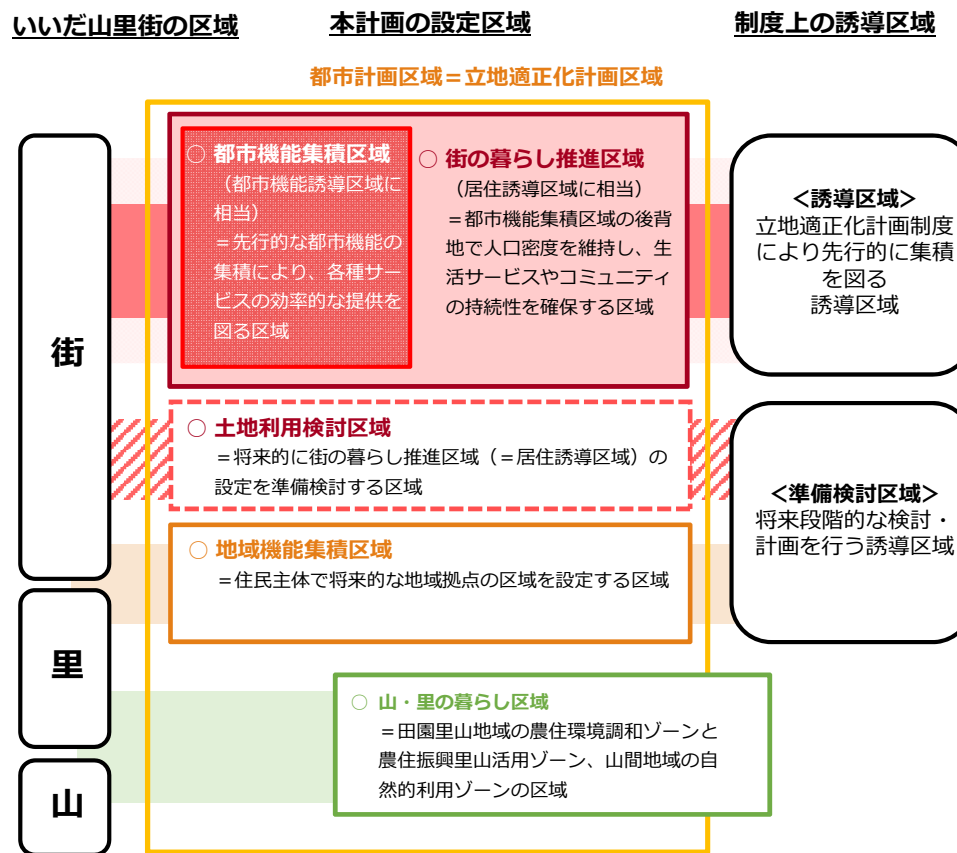 いいだ山里街の区域
本計画の設定区域
制度上の誘導区域
都市計画区域＝立地適正化計画区域
街
里
山
○ 都市機能集積区域
（都市機能誘導区域に
相当）
＝先行的な都市機能の
集積により、各種サー
ビスの効率的な提供を
図る区域
○ 街の暮らし推進区域
（居住誘導区域に相当）
＝都市機能集積区域の後背
地で人口密度を維持し、生
活サービスやコミュニティ
の持続性を確保する区域
○ 土地利用検討区域
＝将来的に街の暮らし推進区域（＝居住誘導区域）の
設定を準備検討する区域
○ 地域機能集積区域
＝住民主体で将来的な地域拠点の区域を設定する区域
○ 山・里の暮らし区域
＝田園里山地域の農住環境調和ゾーンと
農住振興里山活用ゾーン、山間地域の自
然的利用ゾーンの区域
＜誘導区域＞
立地適正化計画制度
により先行的に集積
を図る
誘導区域
＜準備検討区域＞
将来段階的な検討・
計画を行う誘導区域